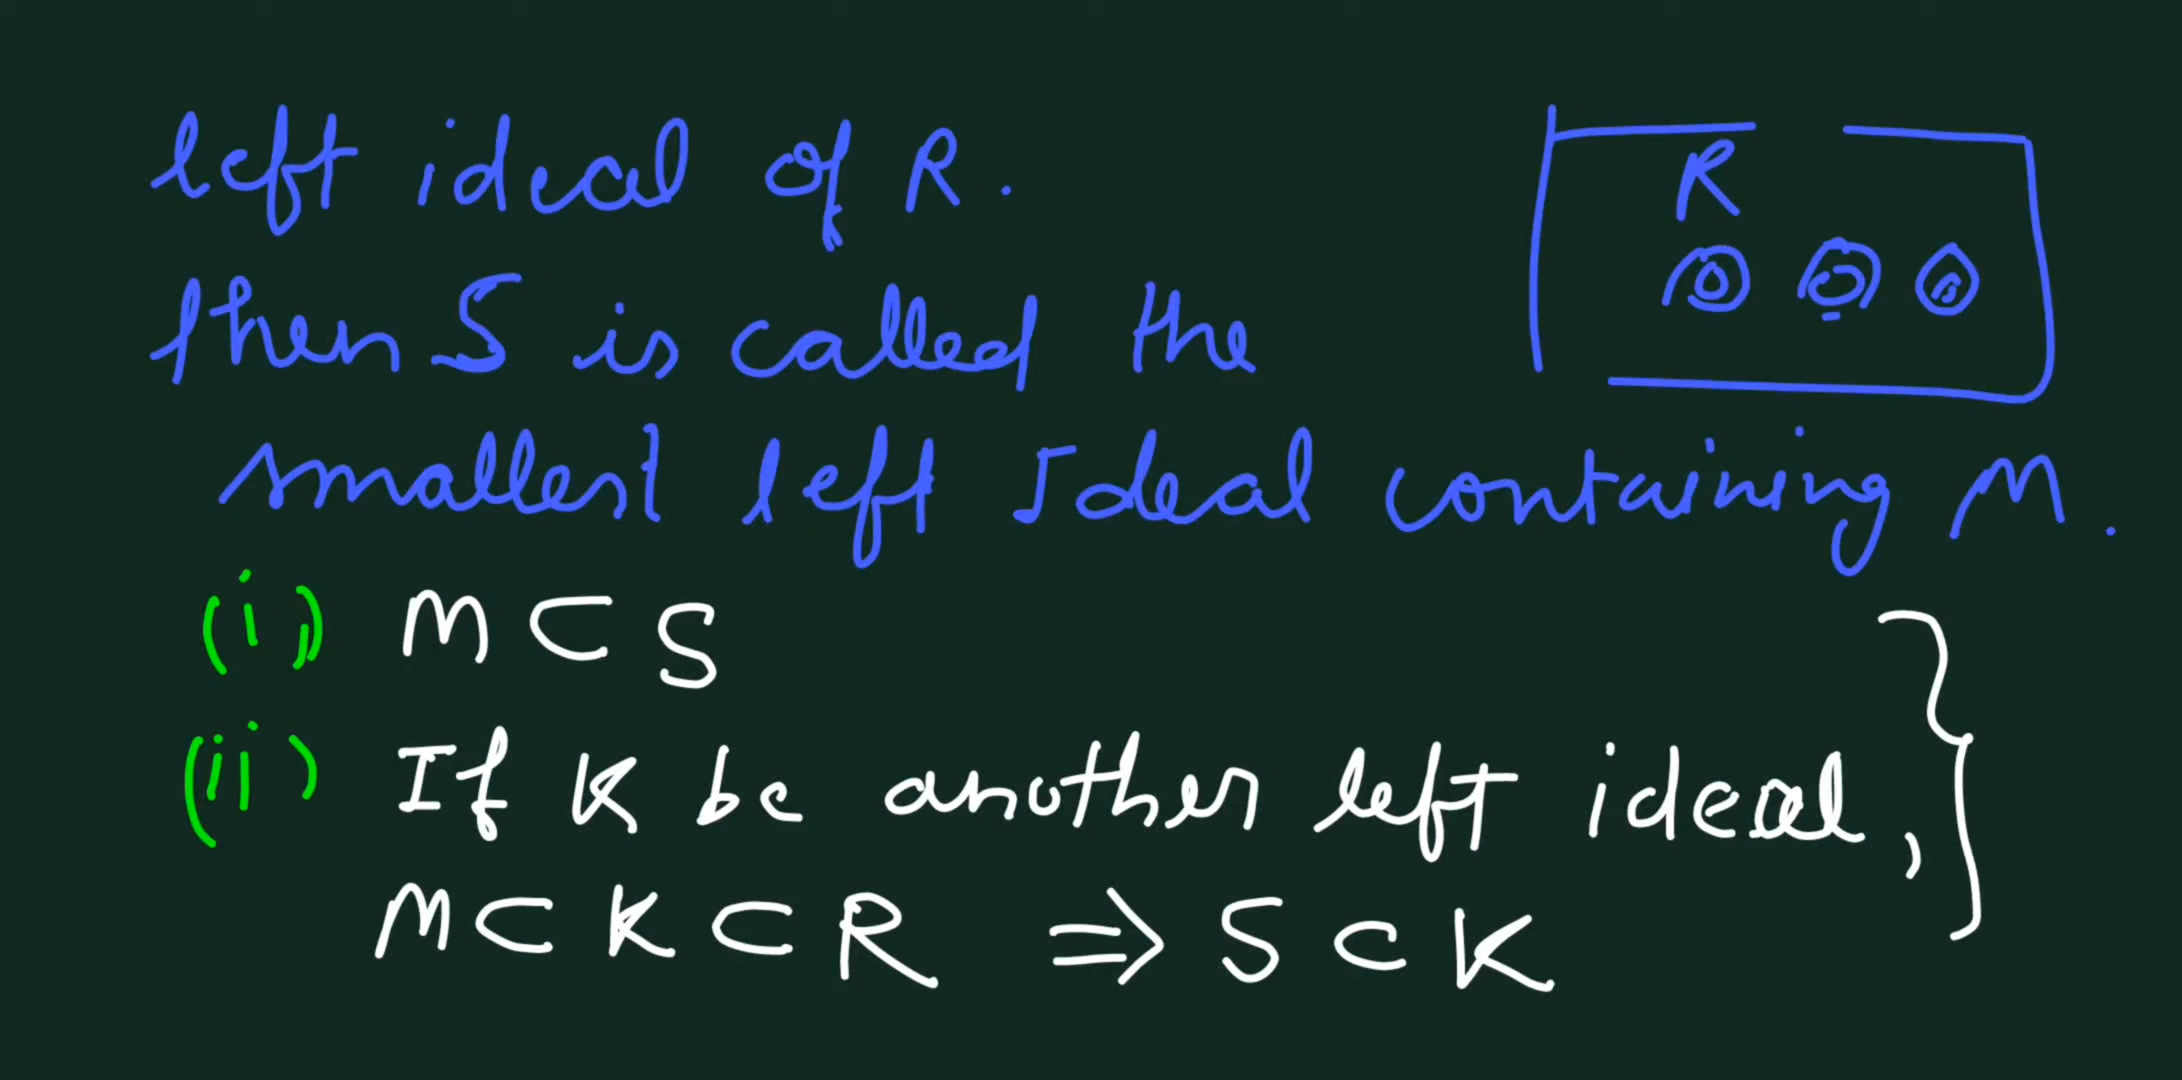 left ideal of R.
R
then S is called the
smallest left Ideal containing M.
(i) M ⊂ S
(ii) If K be another left ideal,
M ⊂ K ⊂ R ⇒ S ⊂ K